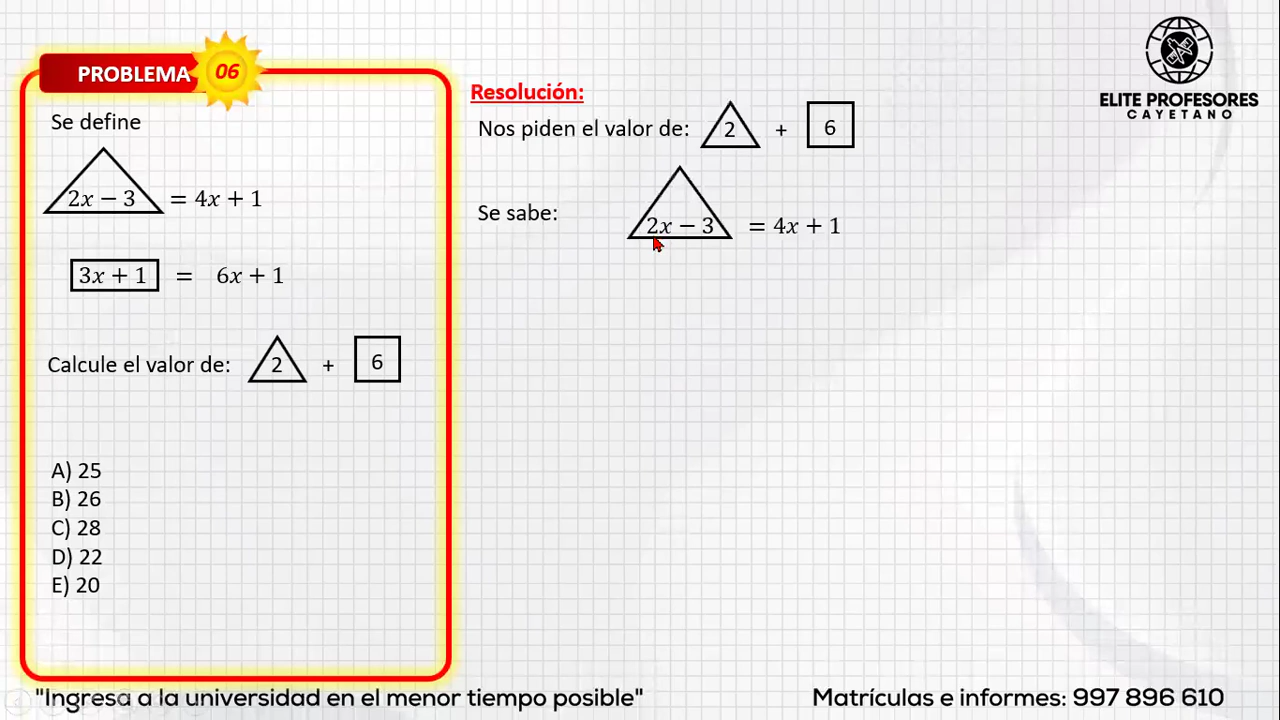 PROBLEMA 06
Se define
2x − 3 = 4x + 1
3x + 1 = 6x + 1
Calcule el valor de: 2 + 6
A) 25
B) 26
C) 28
D) 22
E) 20
Resolución:
Nos piden el valor de: 2 + 6
Se sabe: 2x − 3 = 4x + 1
ELITE PROFESORES
CAYETANO
"Ingresa a la universidad en el menor tiempo posible"
Matrículas e informes: 997 896 610